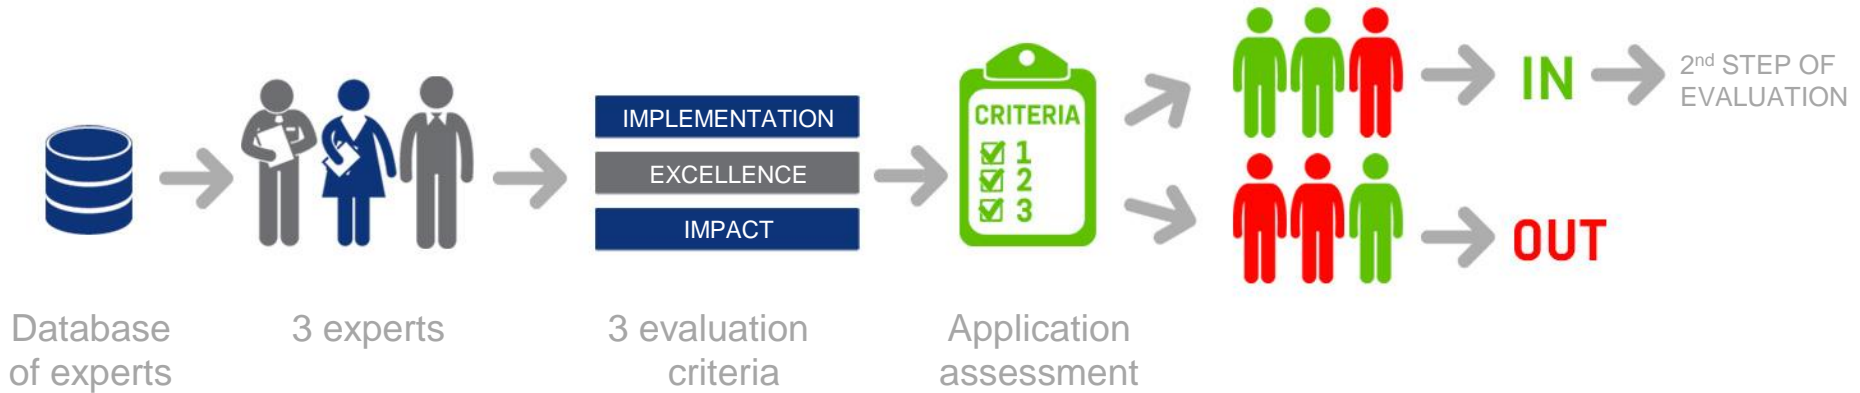 IMPLEMENTATION
EXCELLENCE
IMPACT
CRITERIA
1
2
3
IN
2nd STEP OF
EVALUATION
OUT
Database
of experts
3 experts
3 evaluation
criteria
Application
assessment